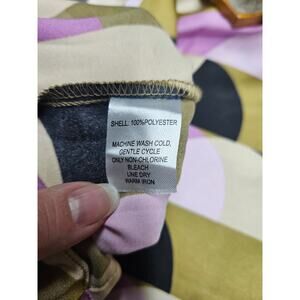 SHELL: 100%POLYESTER
MACHINE WASH COLD,
GENTLE CYCLE
ONLY NON-CHLORINE
BLEACH
LINE DRY
WARM IRON